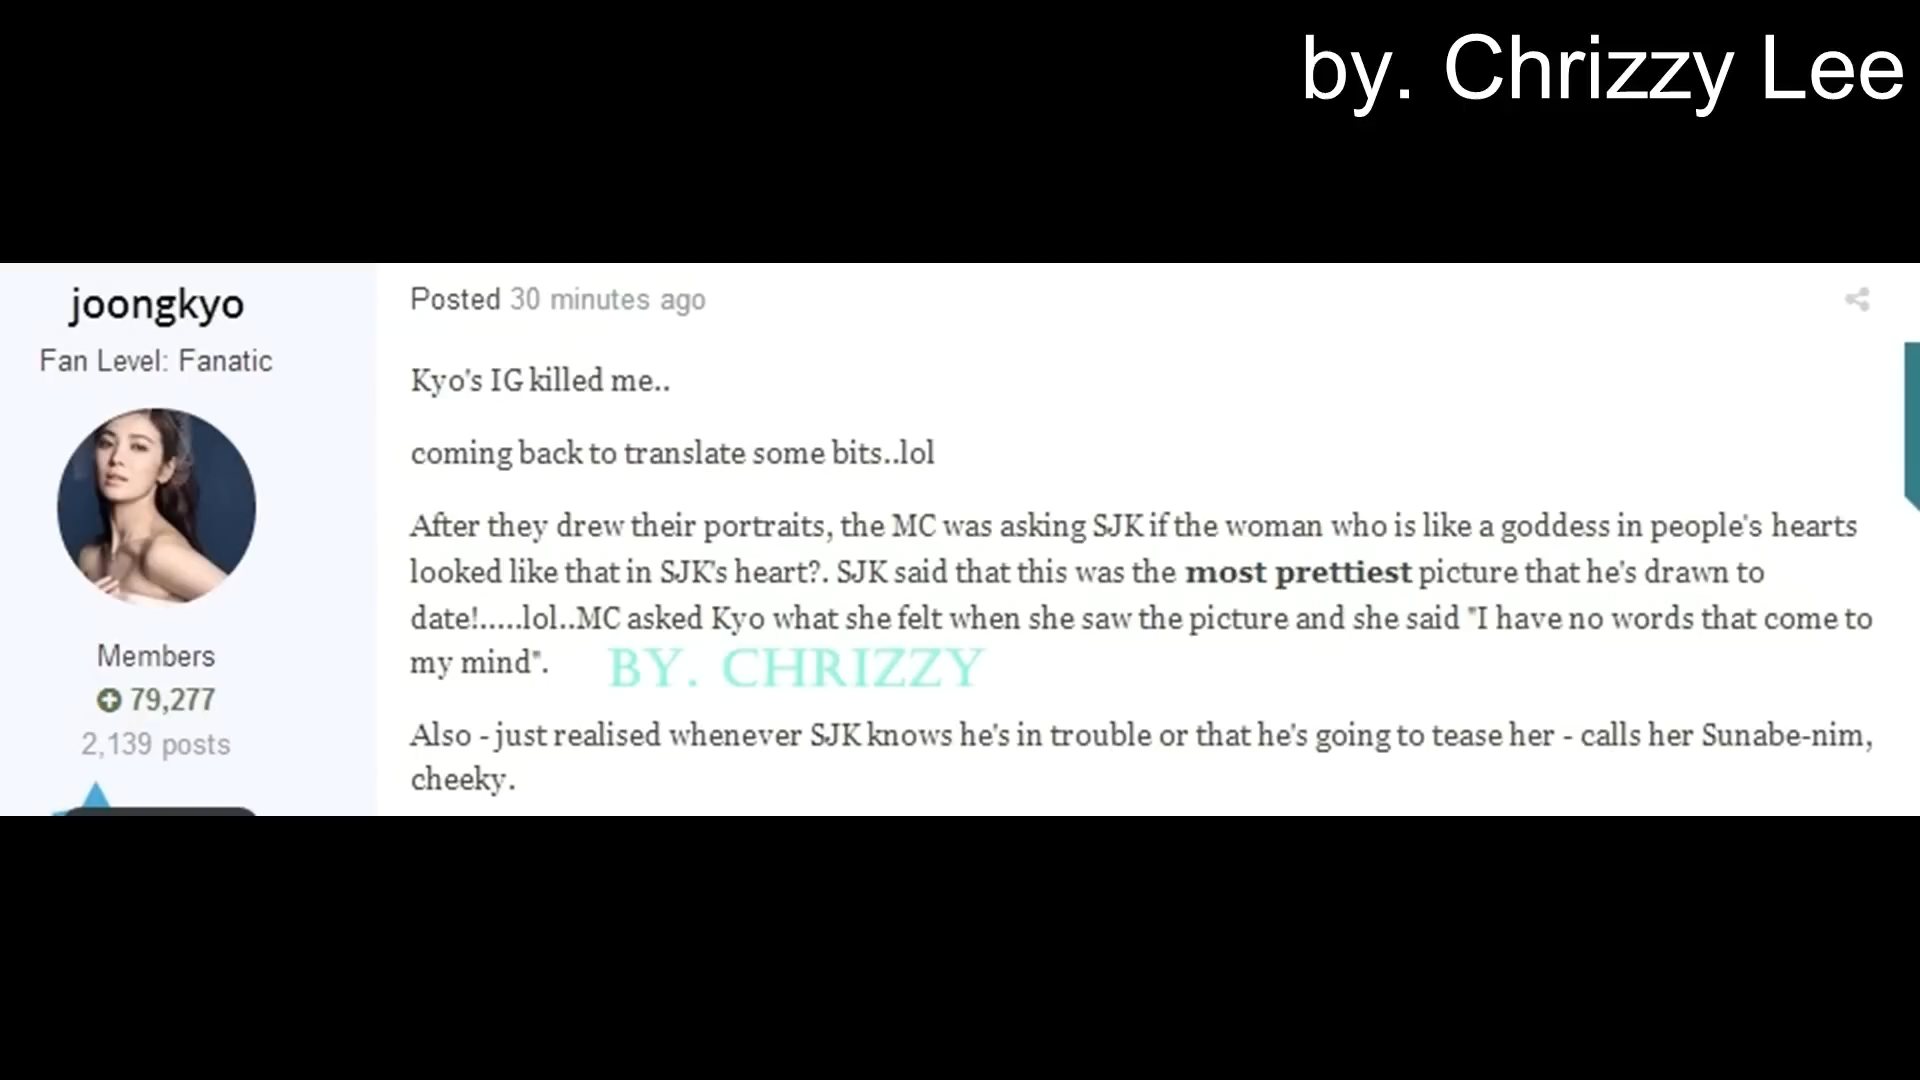 by. Chrizzy Lee
joongkyo
Fan Level: Fanatic
Members
79,277
2,139 posts
Posted 30 minutes ago
Kyo's IG killed me..
coming back to translate some bits..lol
After they drew their portraits, the MC was asking SJK if the woman who is like a goddess in people's hearts
looked like that in SJK's heart?. SJK said that this was the most prettiest picture that he's drawn to
date!.....lol..MC asked Kyo what she felt when she saw the picture and she said "I have no words that come to
my mind".
BY. CHRIZZY
Also - just realised whenever SJK knows he's in trouble or that he's going to tease her - calls her Sunabe-nim,
cheeky.